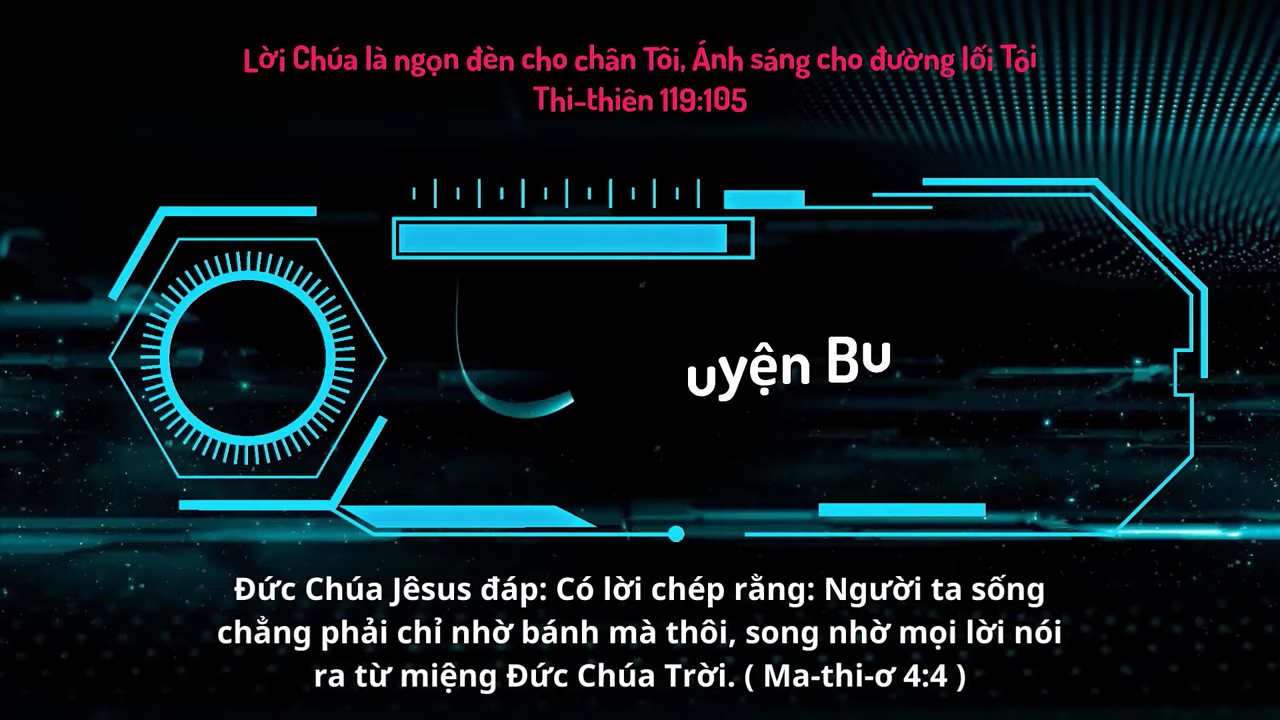 Lời Chúa là ngọn đèn cho chân Tôi, Ánh sáng cho đường lối Tôi
Thi-thiên 119:105
uyện Bu
Đức Chúa Jêsus đáp: Có lời chép rằng: Người ta sống
chẳng phải chỉ nhờ bánh mà thôi, song nhờ mọi lời nói
ra từ miệng Đức Chúa Trời. ( Ma-thi-ơ 4:4 )